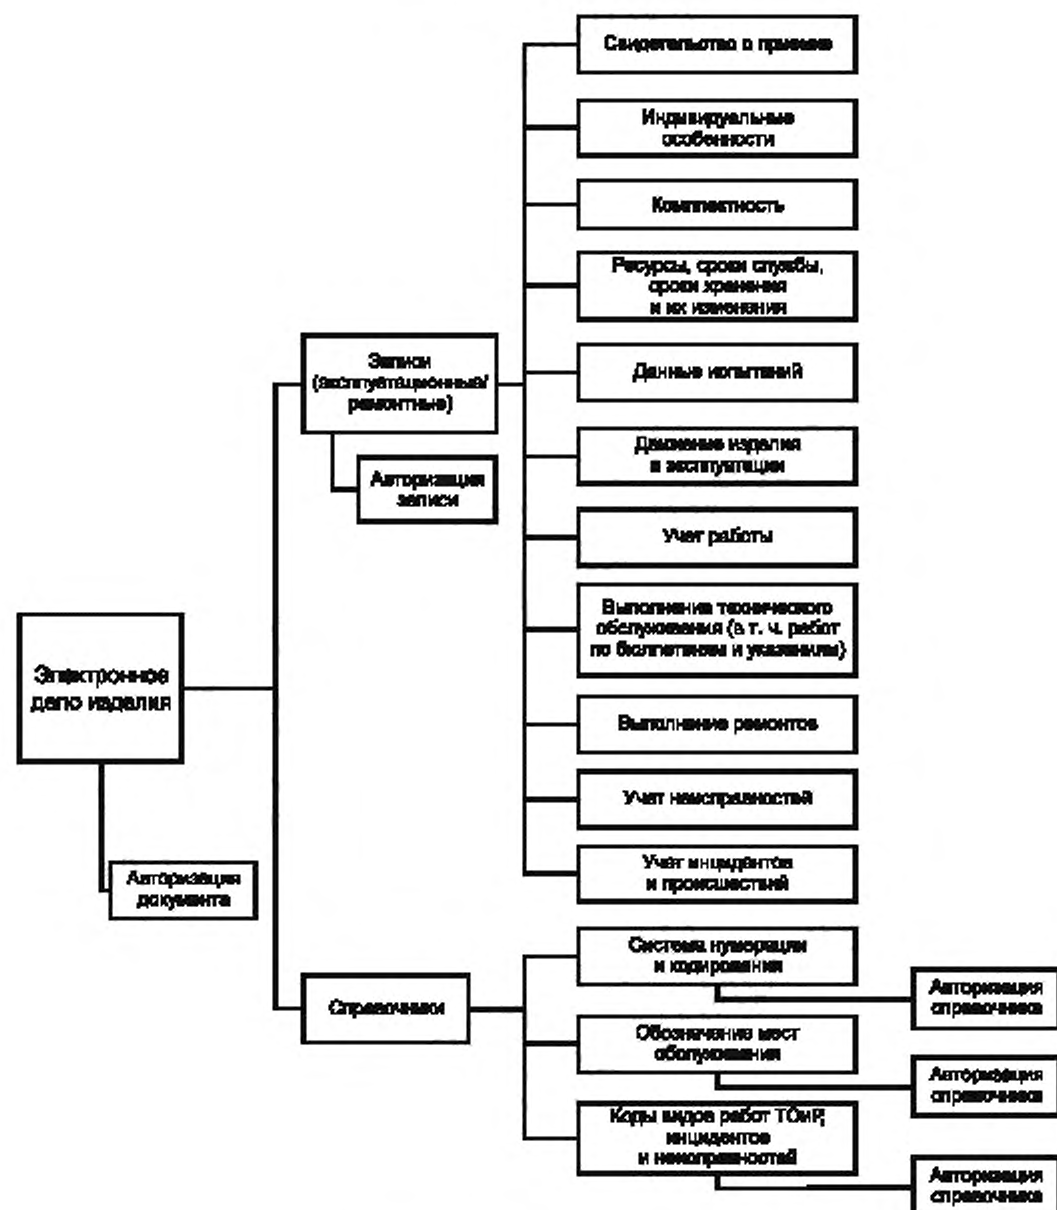 Свидетельство о приемке
Индивидуальные
особенности
Комплектность
Ресурсы, сроки службы,
сроки хранения
и их изменения
Данные испытаний
Движение изделия
в эксплуатации
Учет работы
Выполнение технического
обслуживания (в т. ч. работ
по бюллетеням и указаниям)
Выполнение ремонтов
Учет неисправностей
Учет инцидентов
и происшествий
Записи
(эксплуатационные/
ремонтные)
Авторизация
записи
Электронное
дело изделия
Авторизация
документа
Справочники
Система нумерации
и кодирования
Авторизация
справочника
Обозначение мест
обслуживания
Авторизация
справочника
Коды видов работ ТОиР,
инцидентов
и неисправностей
Авторизация
справочника